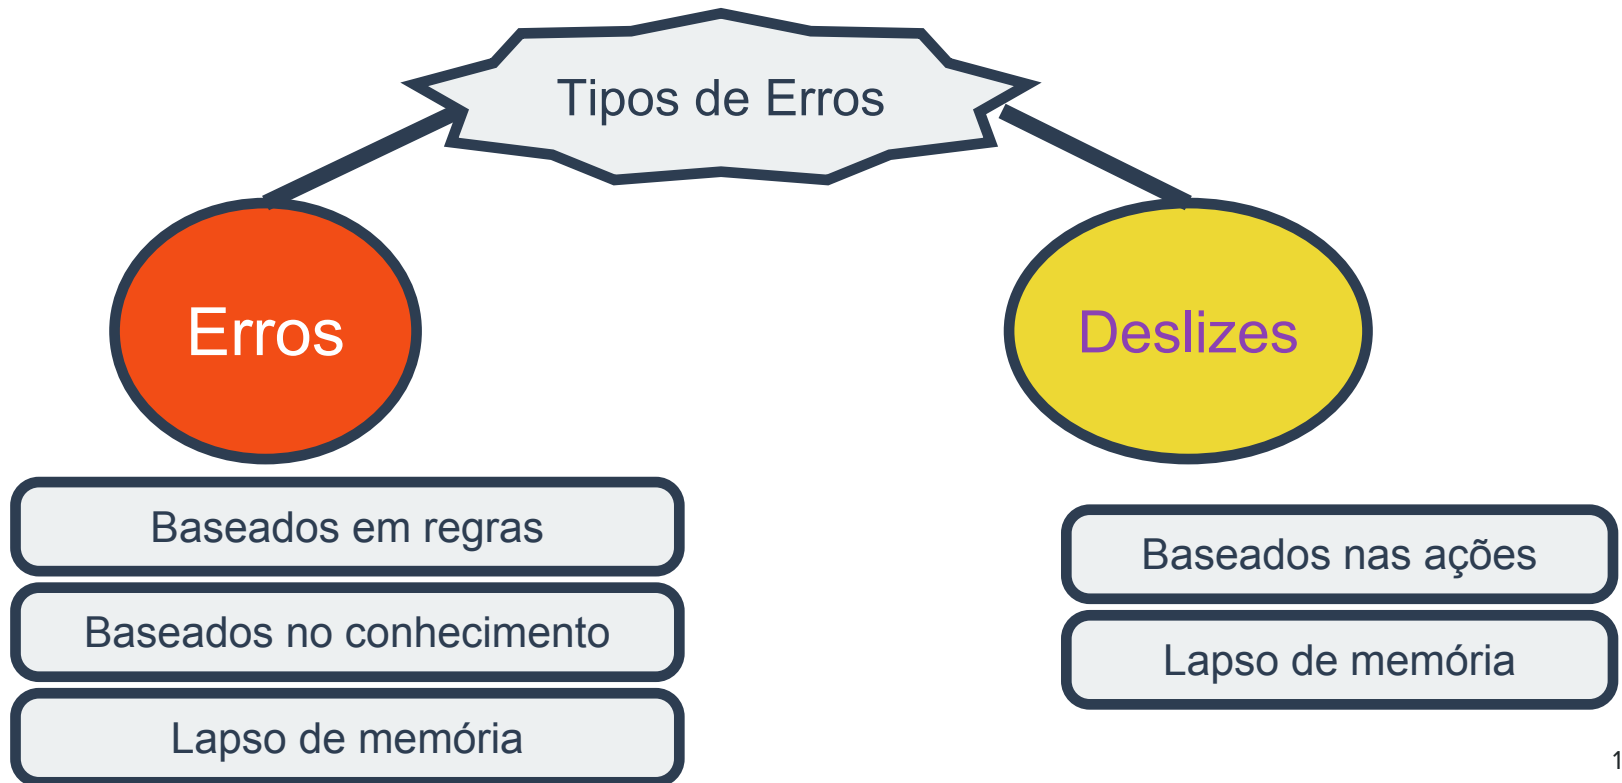 Tipos de Erros
Erros
Deslizes
Baseados em regras
Baseados no conhecimento
Lapso de memória
Baseados nas ações
Lapso de memória
1